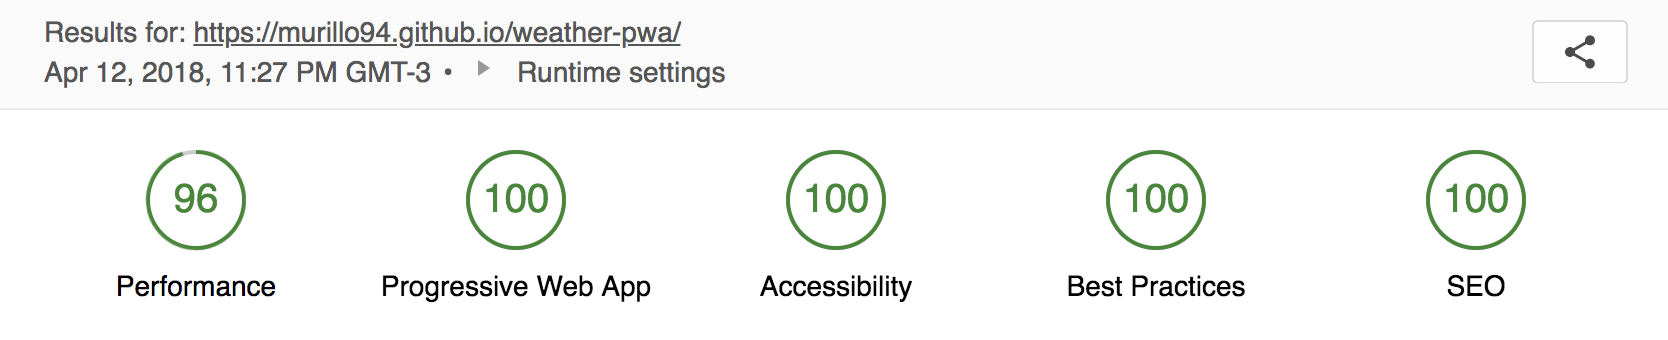 Results for: https://murillo94.github.io/weather-pwa/
Apr 12, 2018, 11:27 PM GMT-3 • Runtime settings
96 100 100 100 100
Performance Progressive Web App Accessibility Best Practices SEO